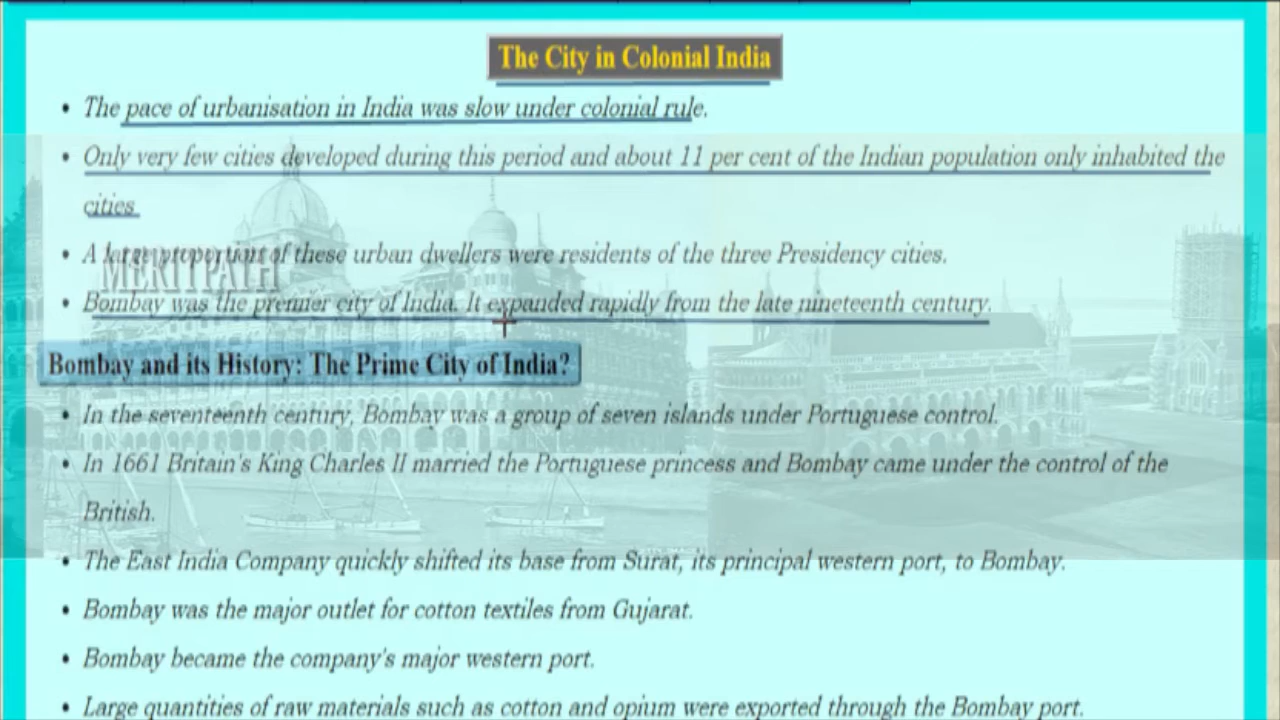 The City in Colonial India
• The pace of urbanisation in India was slow under colonial rule.
• Only very few cities developed during this period and about 11 per cent of the Indian population only inhabited the
cities
• A large proportion of these urban dwellers were residents of the three Presidency cities.
MERITPATH
• Bombay was the premier city of India. It expanded rapidly from the late nineteenth century.
Bombay and its History: The Prime City of India?
• In the seventeenth century, Bombay was a group of seven islands under Portuguese control.
• In 1661 Britain's King Charles II married the Portuguese princess and Bombay came under the control of the
British.
• The East India Company quickly shifted its base from Surat, its principal western port, to Bombay.
• Bombay was the major outlet for cotton textiles from Gujarat.
• Bombay became the company's major western port.
• Large quantities of raw materials such as cotton and opium were exported through the Bombay port.